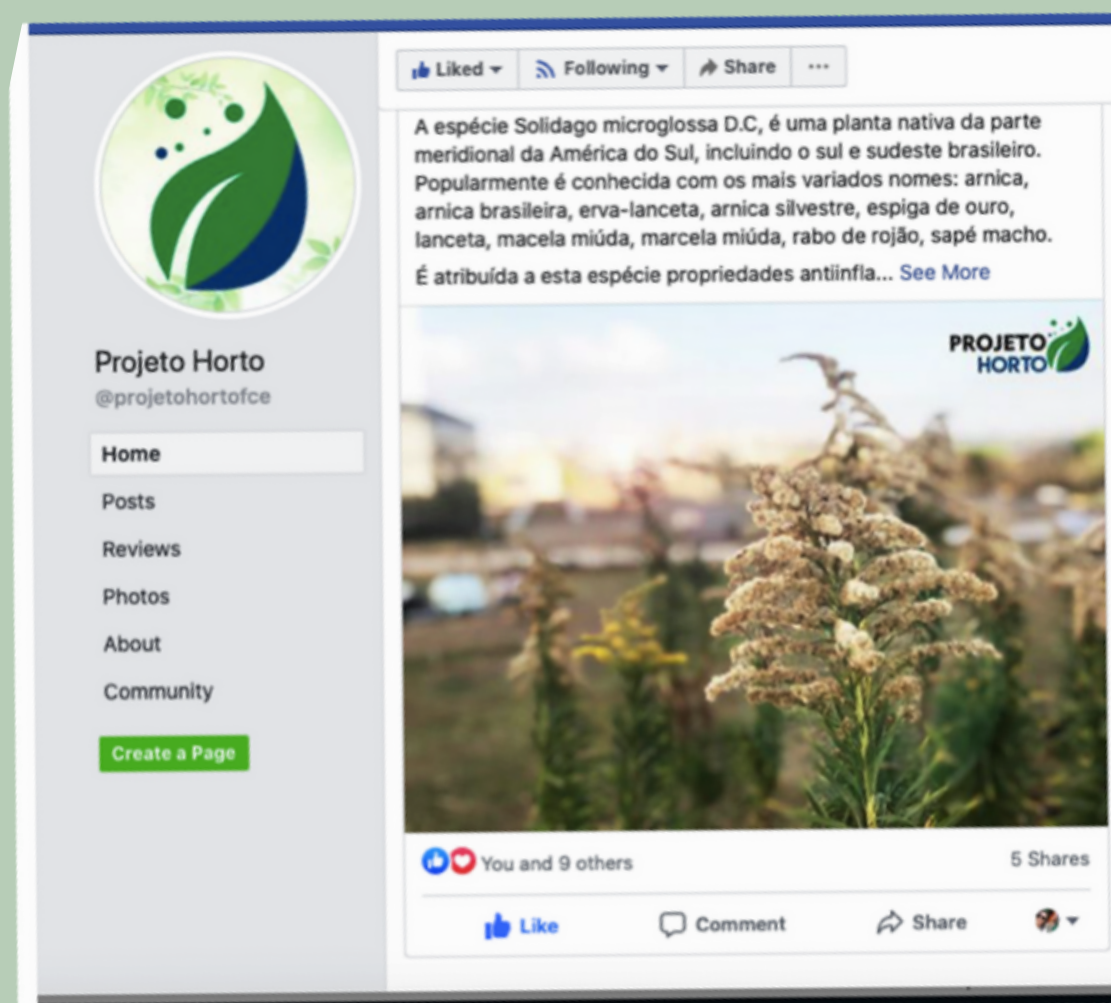 Liked
Following
Share
A espécie Solidago microglossa D.C, é uma planta nativa da parte
meridional da América do Sul, incluindo o sul e sudeste brasileiro.
Popularmente é conhecida com os mais variados nomes: arnica,
arnica brasileira, erva-lanceta, arnica silvestre, espiga de ouro,
lanceta, macela miúda, marcela miúda, rabo de rojão, sapé macho.
É atribuída a esta espécie propriedades antiinfla... See More
PROJETO
HORTO
Projeto Horto
@projetohortofce
Home
Posts
Reviews
Photos
About
Community
Create a Page
You and 9 others
5 Shares
Like
Comment
Share